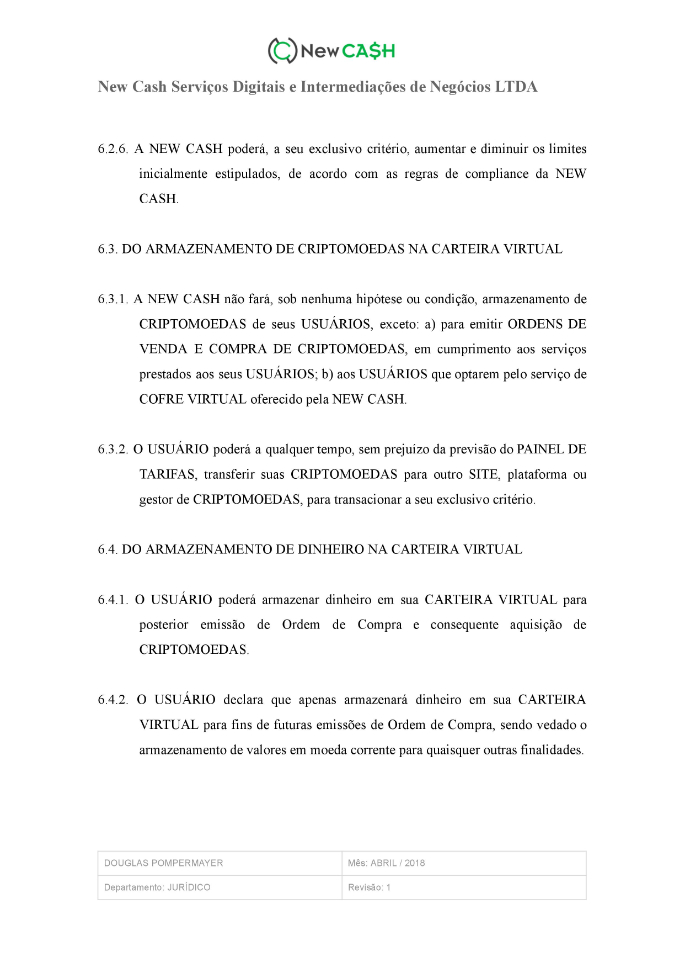 New CA$H
New Cash Serviços Digitais e Intermediações de Negócios LTDA
6.2.6. A NEW CASH poderá, a seu exclusivo critério, aumentar e diminuir os limites
inicialmente estipulados, de acordo com as regras de compliance da NEW
CASH.
6.3. DO ARMAZENAMENTO DE CRIPTOMOEDAS NA CARTEIRA VIRTUAL
6.3.1. A NEW CASH não fará, sob nenhuma hipótese ou condição, armazenamento de
CRIPTOMOEDAS de seus USUÁRIOS, exceto: a) para emitir ORDENS DE
VENDA E COMPRA DE CRIPTOMOEDAS, em cumprimento aos serviços
prestados aos seus USUÁRIOS; b) aos USUÁRIOS que optarem pelo serviço de
COFRE VIRTUAL oferecido pela NEW CASH.
6.3.2. O USUÁRIO poderá a qualquer tempo, sem prejuízo da previsão do PAINEL DE
TARIFAS, transferir suas CRIPTOMOEDAS para outro SITE, plataforma ou
gestor de CRIPTOMOEDAS, para transacionar a seu exclusivo critério.
6.4. DO ARMAZENAMENTO DE DINHEIRO NA CARTEIRA VIRTUAL
6.4.1. O USUÁRIO poderá armazenar dinheiro em sua CARTEIRA VIRTUAL para
posterior emissão de Ordem de Compra e consequente aquisição de
CRIPTOMOEDAS.
6.4.2. O USUÁRIO declara que apenas armazenará dinheiro em sua CARTEIRA
VIRTUAL para fins de futuras emissões de Ordem de Compra, sendo vedado o
armazenamento de valores em moeda corrente para quaisquer outras finalidades.
DOUGLAS POMPERMAYER
Mês: ABRIL / 2018
Departamento: JURÍDICO
Revisão: 1